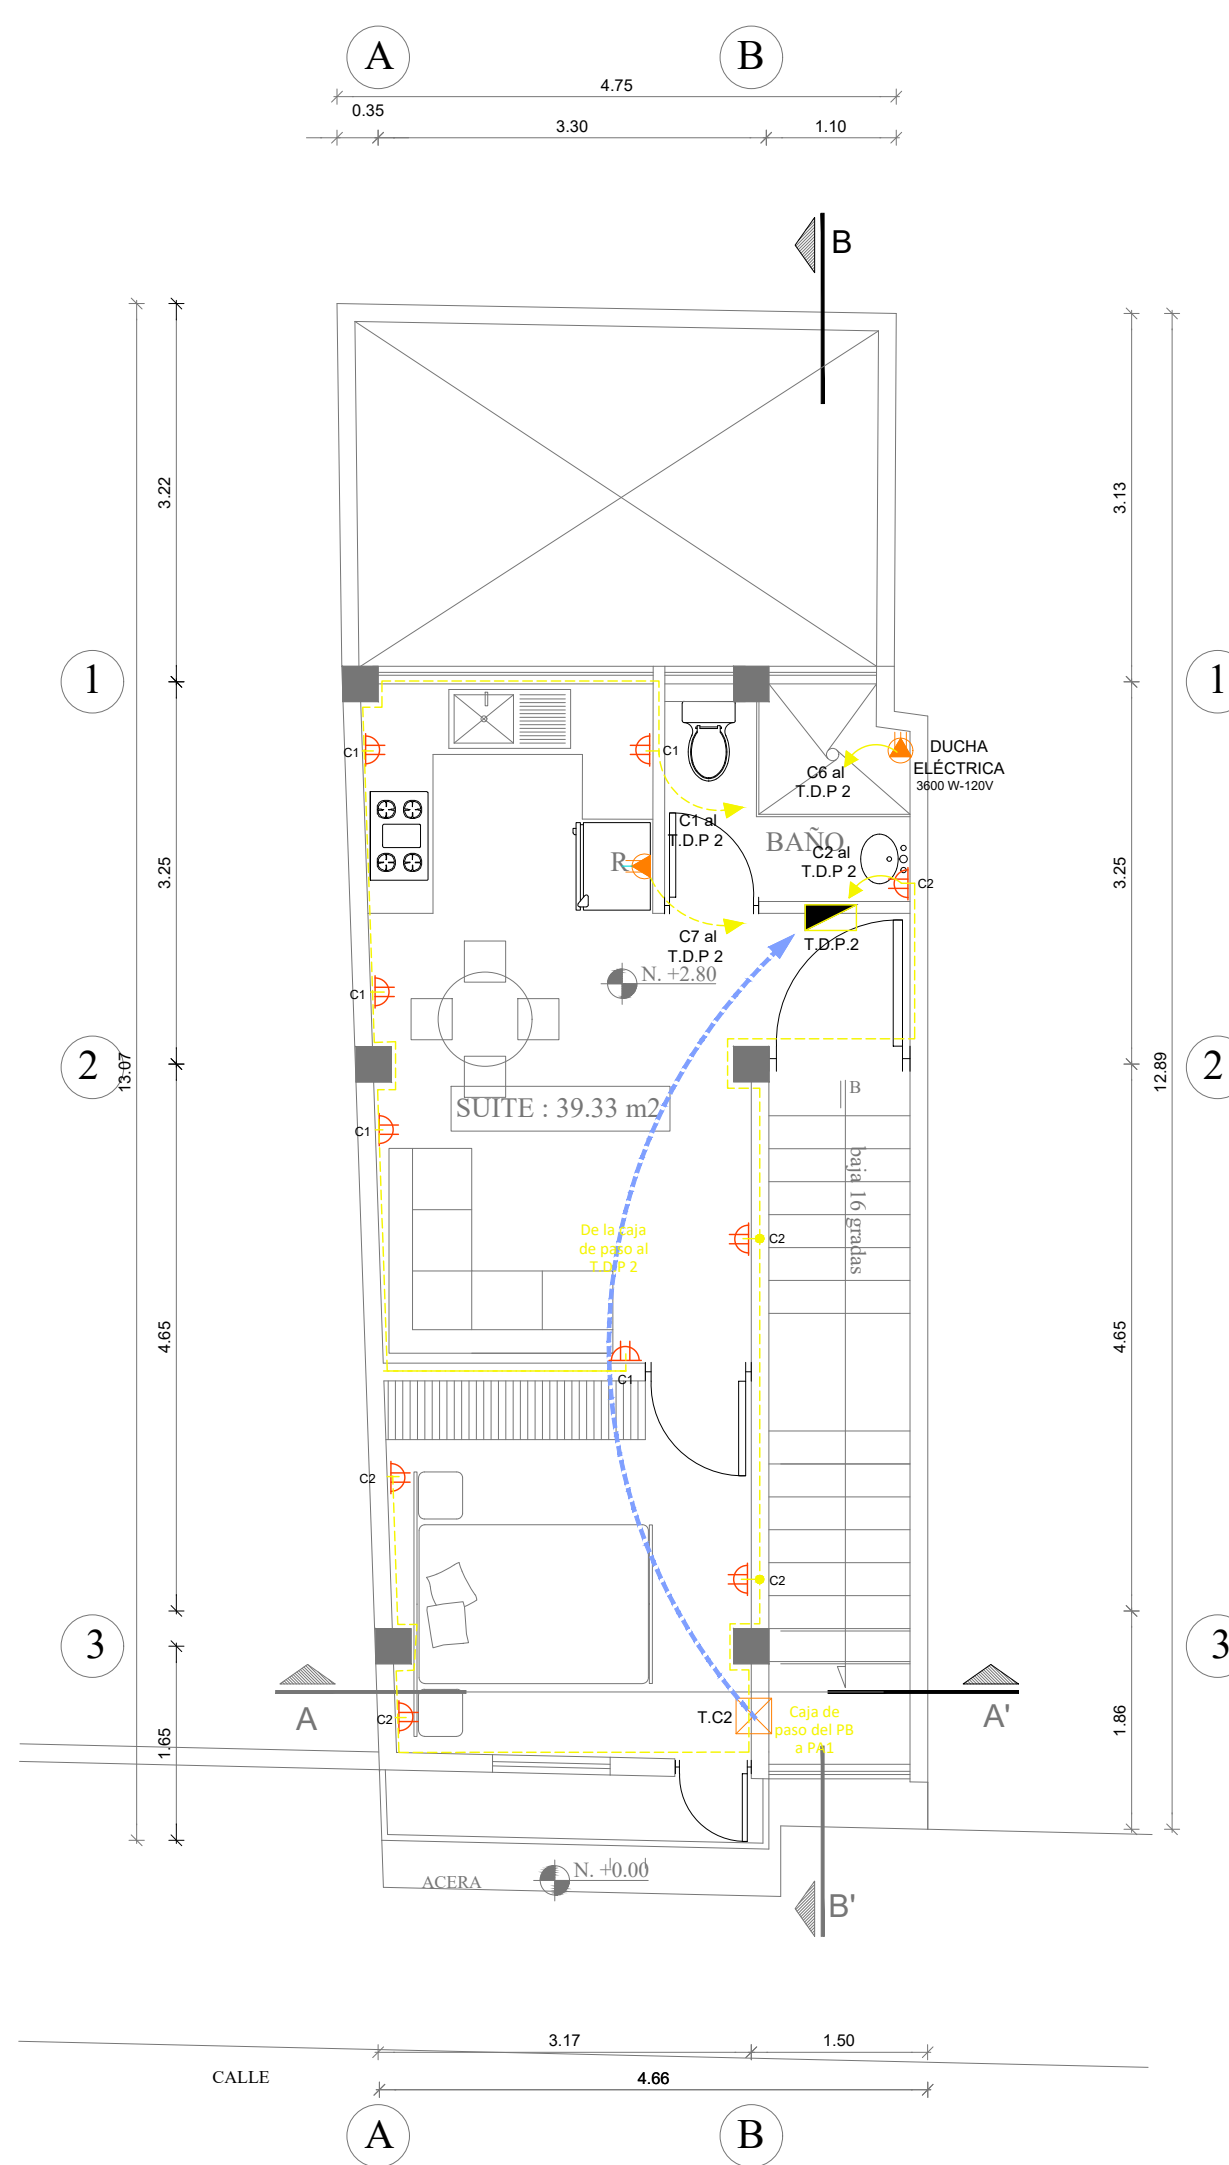 A
B
4.75
0.35
3.30
1.10
B
3.22
3.13
1
1
C1
C1
DUCHA
ELÉCTRICA
3600 W-120V
C6 al
T.D.P 2
C1 al
T.D.P 2
BAÑO
C2 al
T.D.P 2
C2
R
3.25
3.25
C7 al
T.D.P 2
T.D.P.2
N. +2.80
C1
2
2
13.07
12.89
B
SUITE : 39.33 m2
C1
baja 16 gradas
De la caja
de paso al
T.D.P 2
C2
4.65
4.65
C1
C2
C2
3
3
A
A'
C2
T.C2
Caja de
paso del PB
a PA1
1.65
1.86
N. +0.00
ACERA
B'
3.17
1.50
CALLE
4.66
A
B